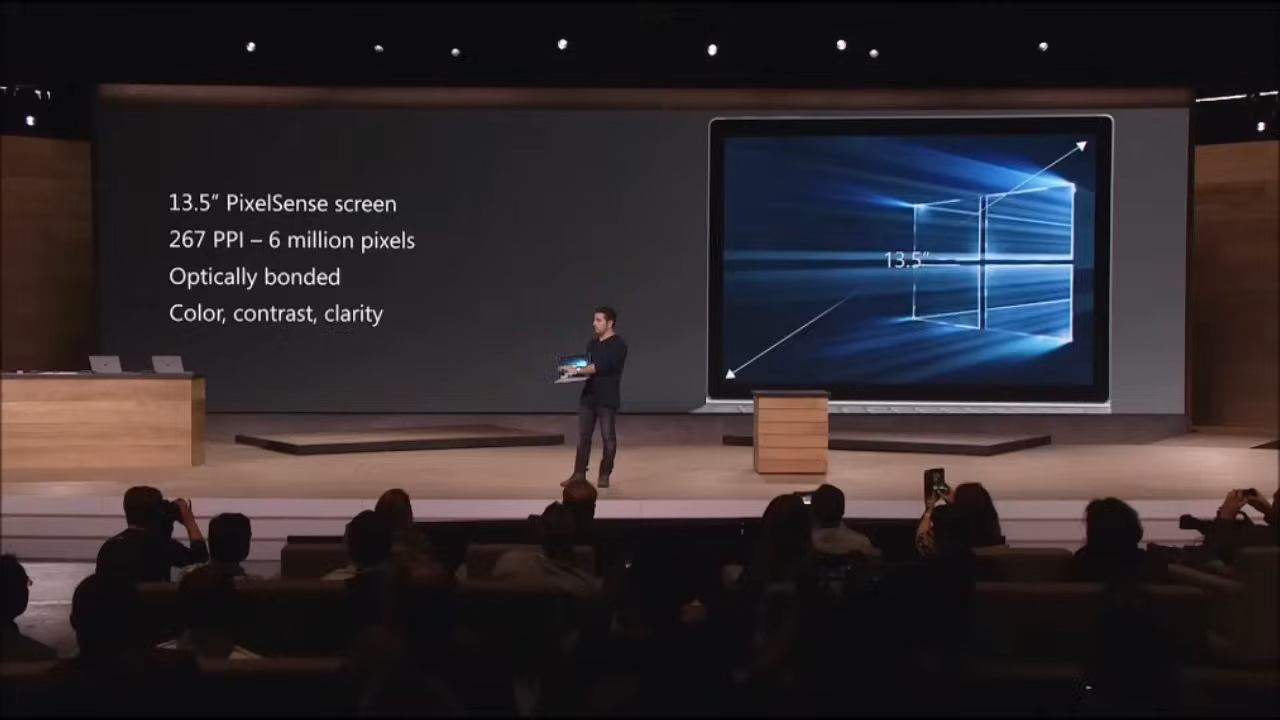 13.5″ PixelSense screen
267 PPI – 6 million pixels
Optically bonded
Color, contrast, clarity
13.5″